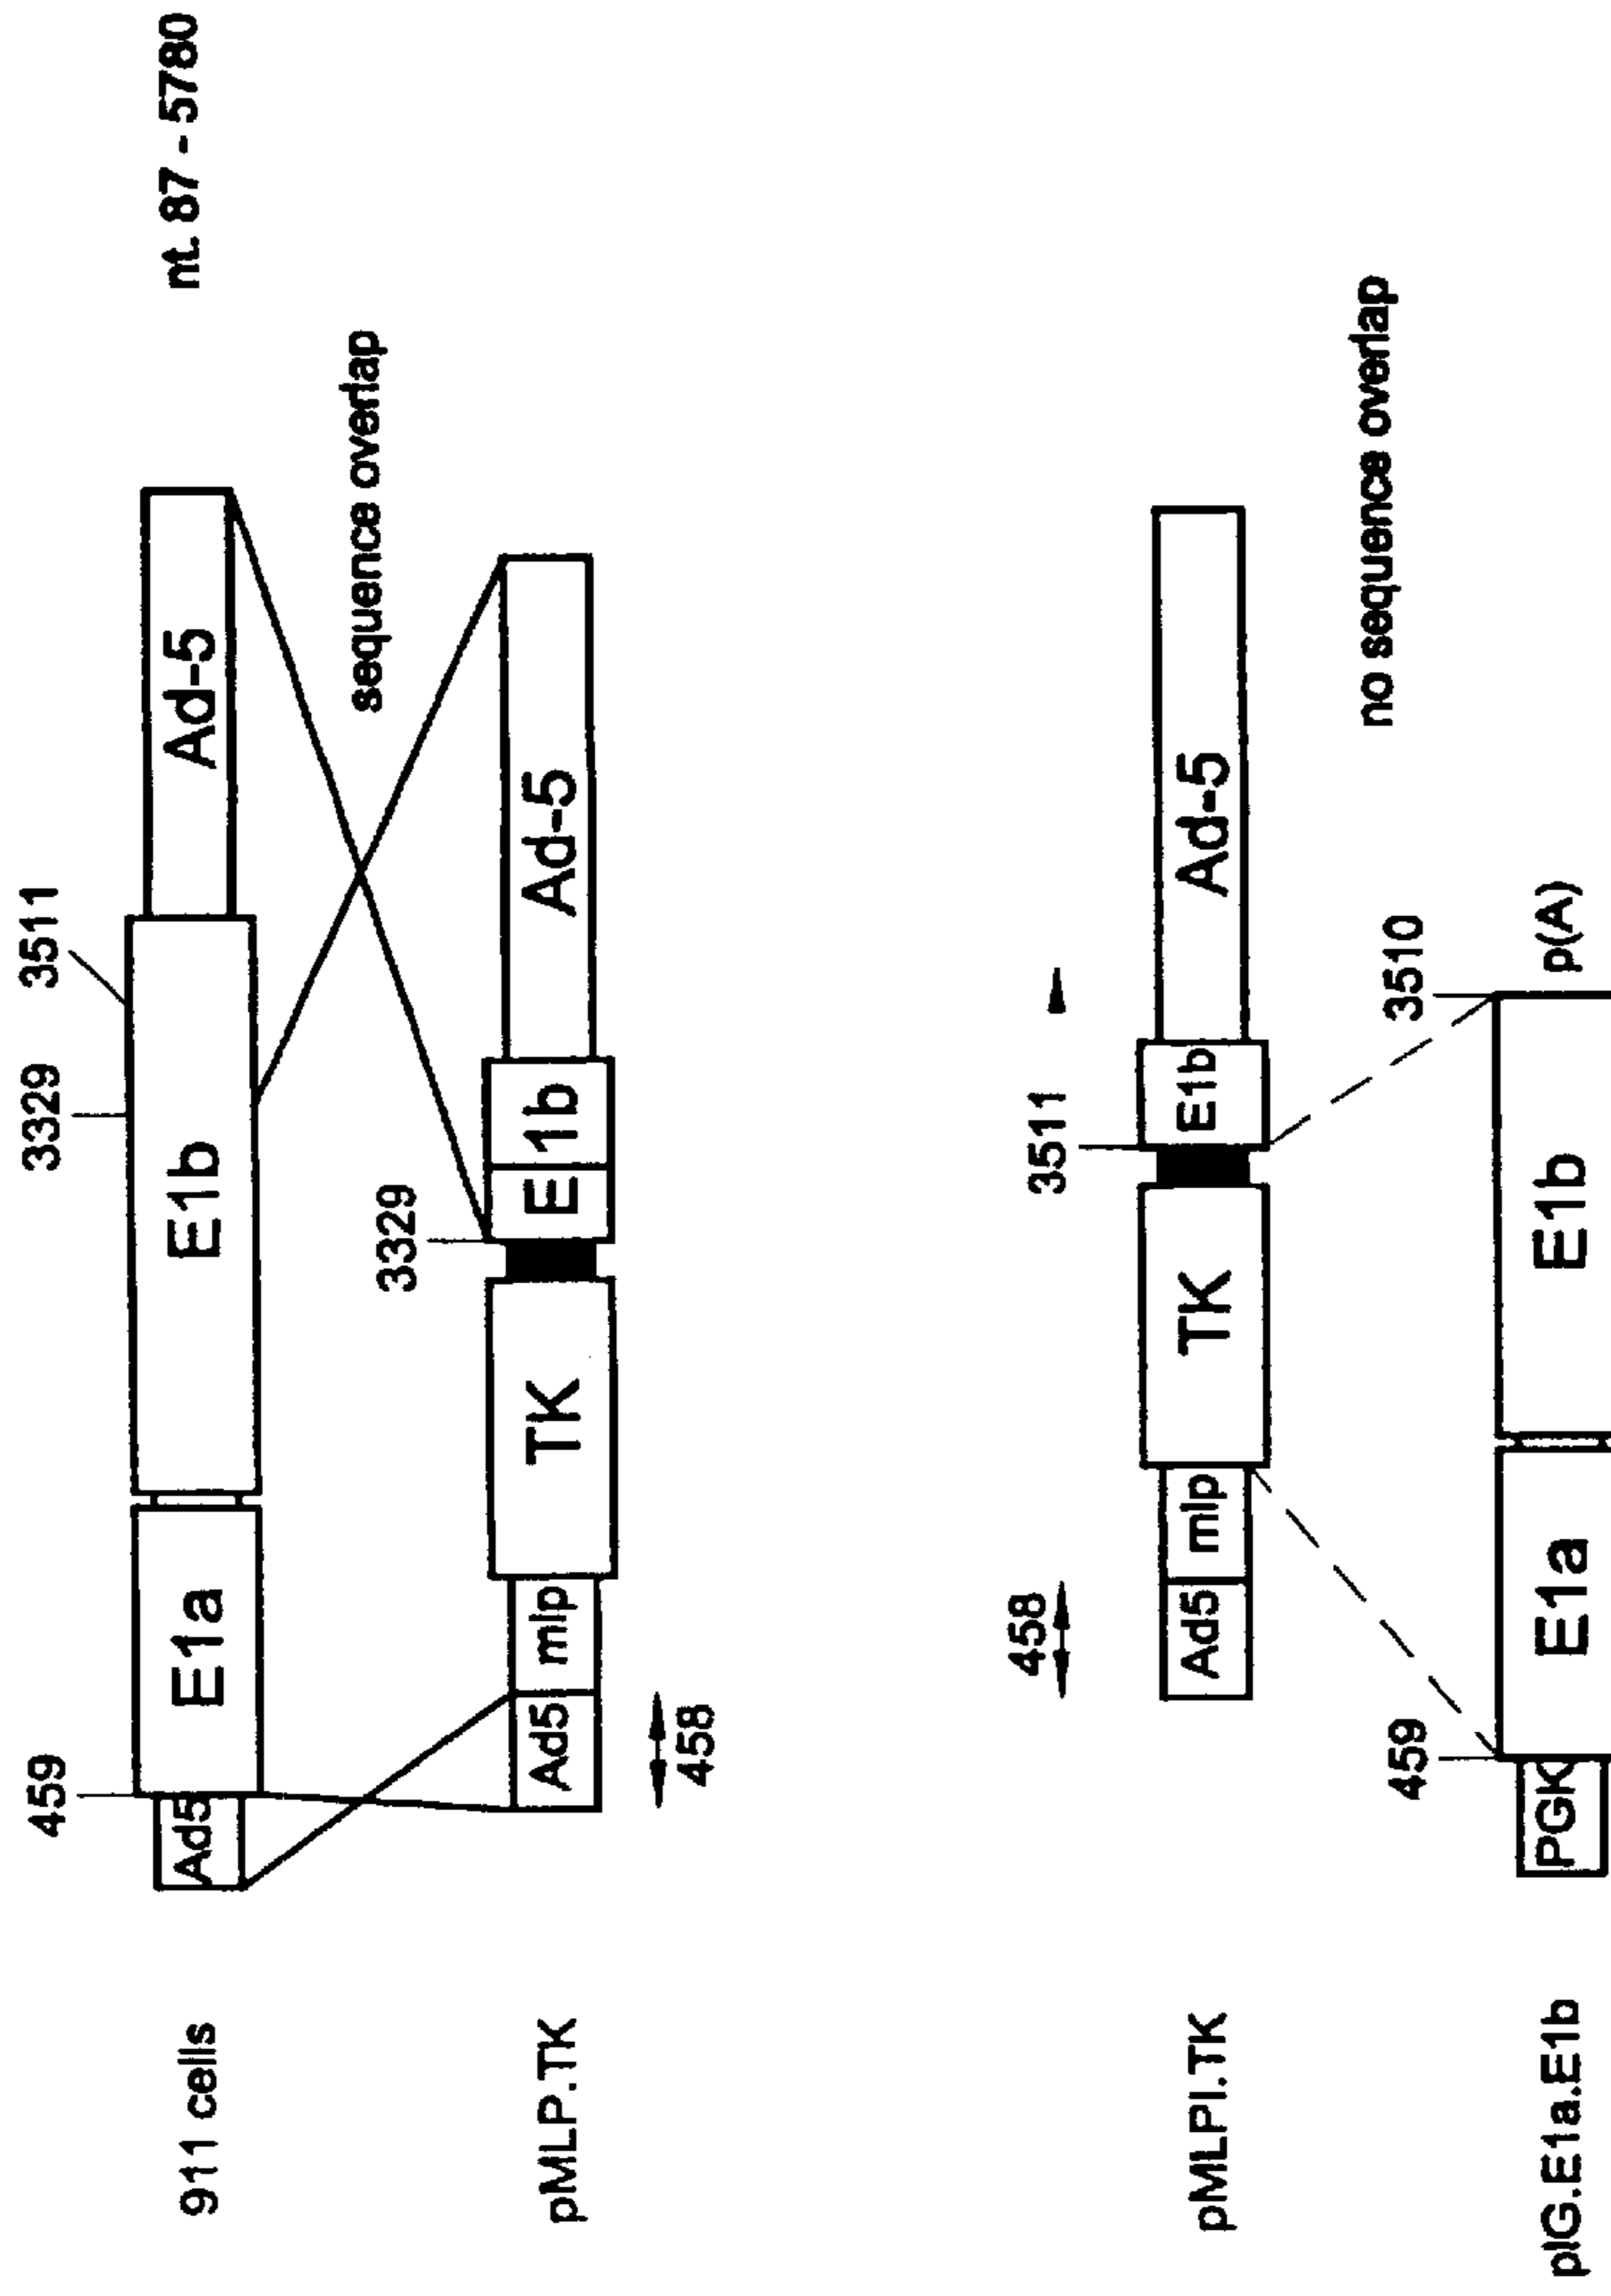 911 cells
459
3329
3511
Ad5
E1a
E1b
Ad-5
nt. 87 - 5780
sequence overlap
pMLP.TK
3329
Ad5
mlp
TK
E
1b
Ad-5
458
pMLPI.TK
458
3511
Ad5
mlp
TK
E1b
Ad-5
no sequence overlap
pIG.E1a.E1b
459
3510
PGK
E1a
E1b
p(A)